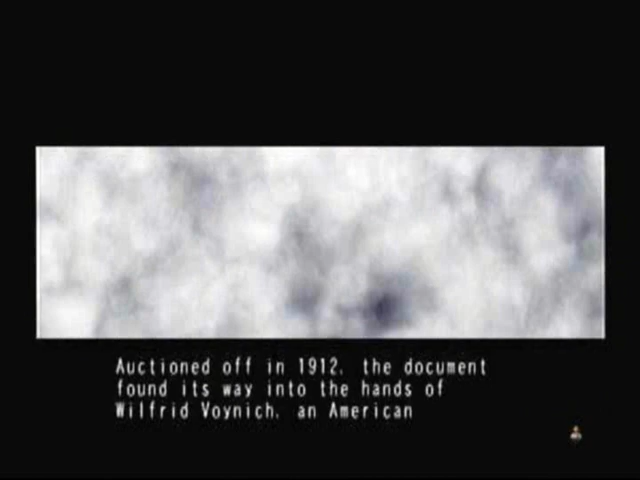 Auctioned off in 1912, the document
found its way into the hands of
Wilfrid Voynich, an American